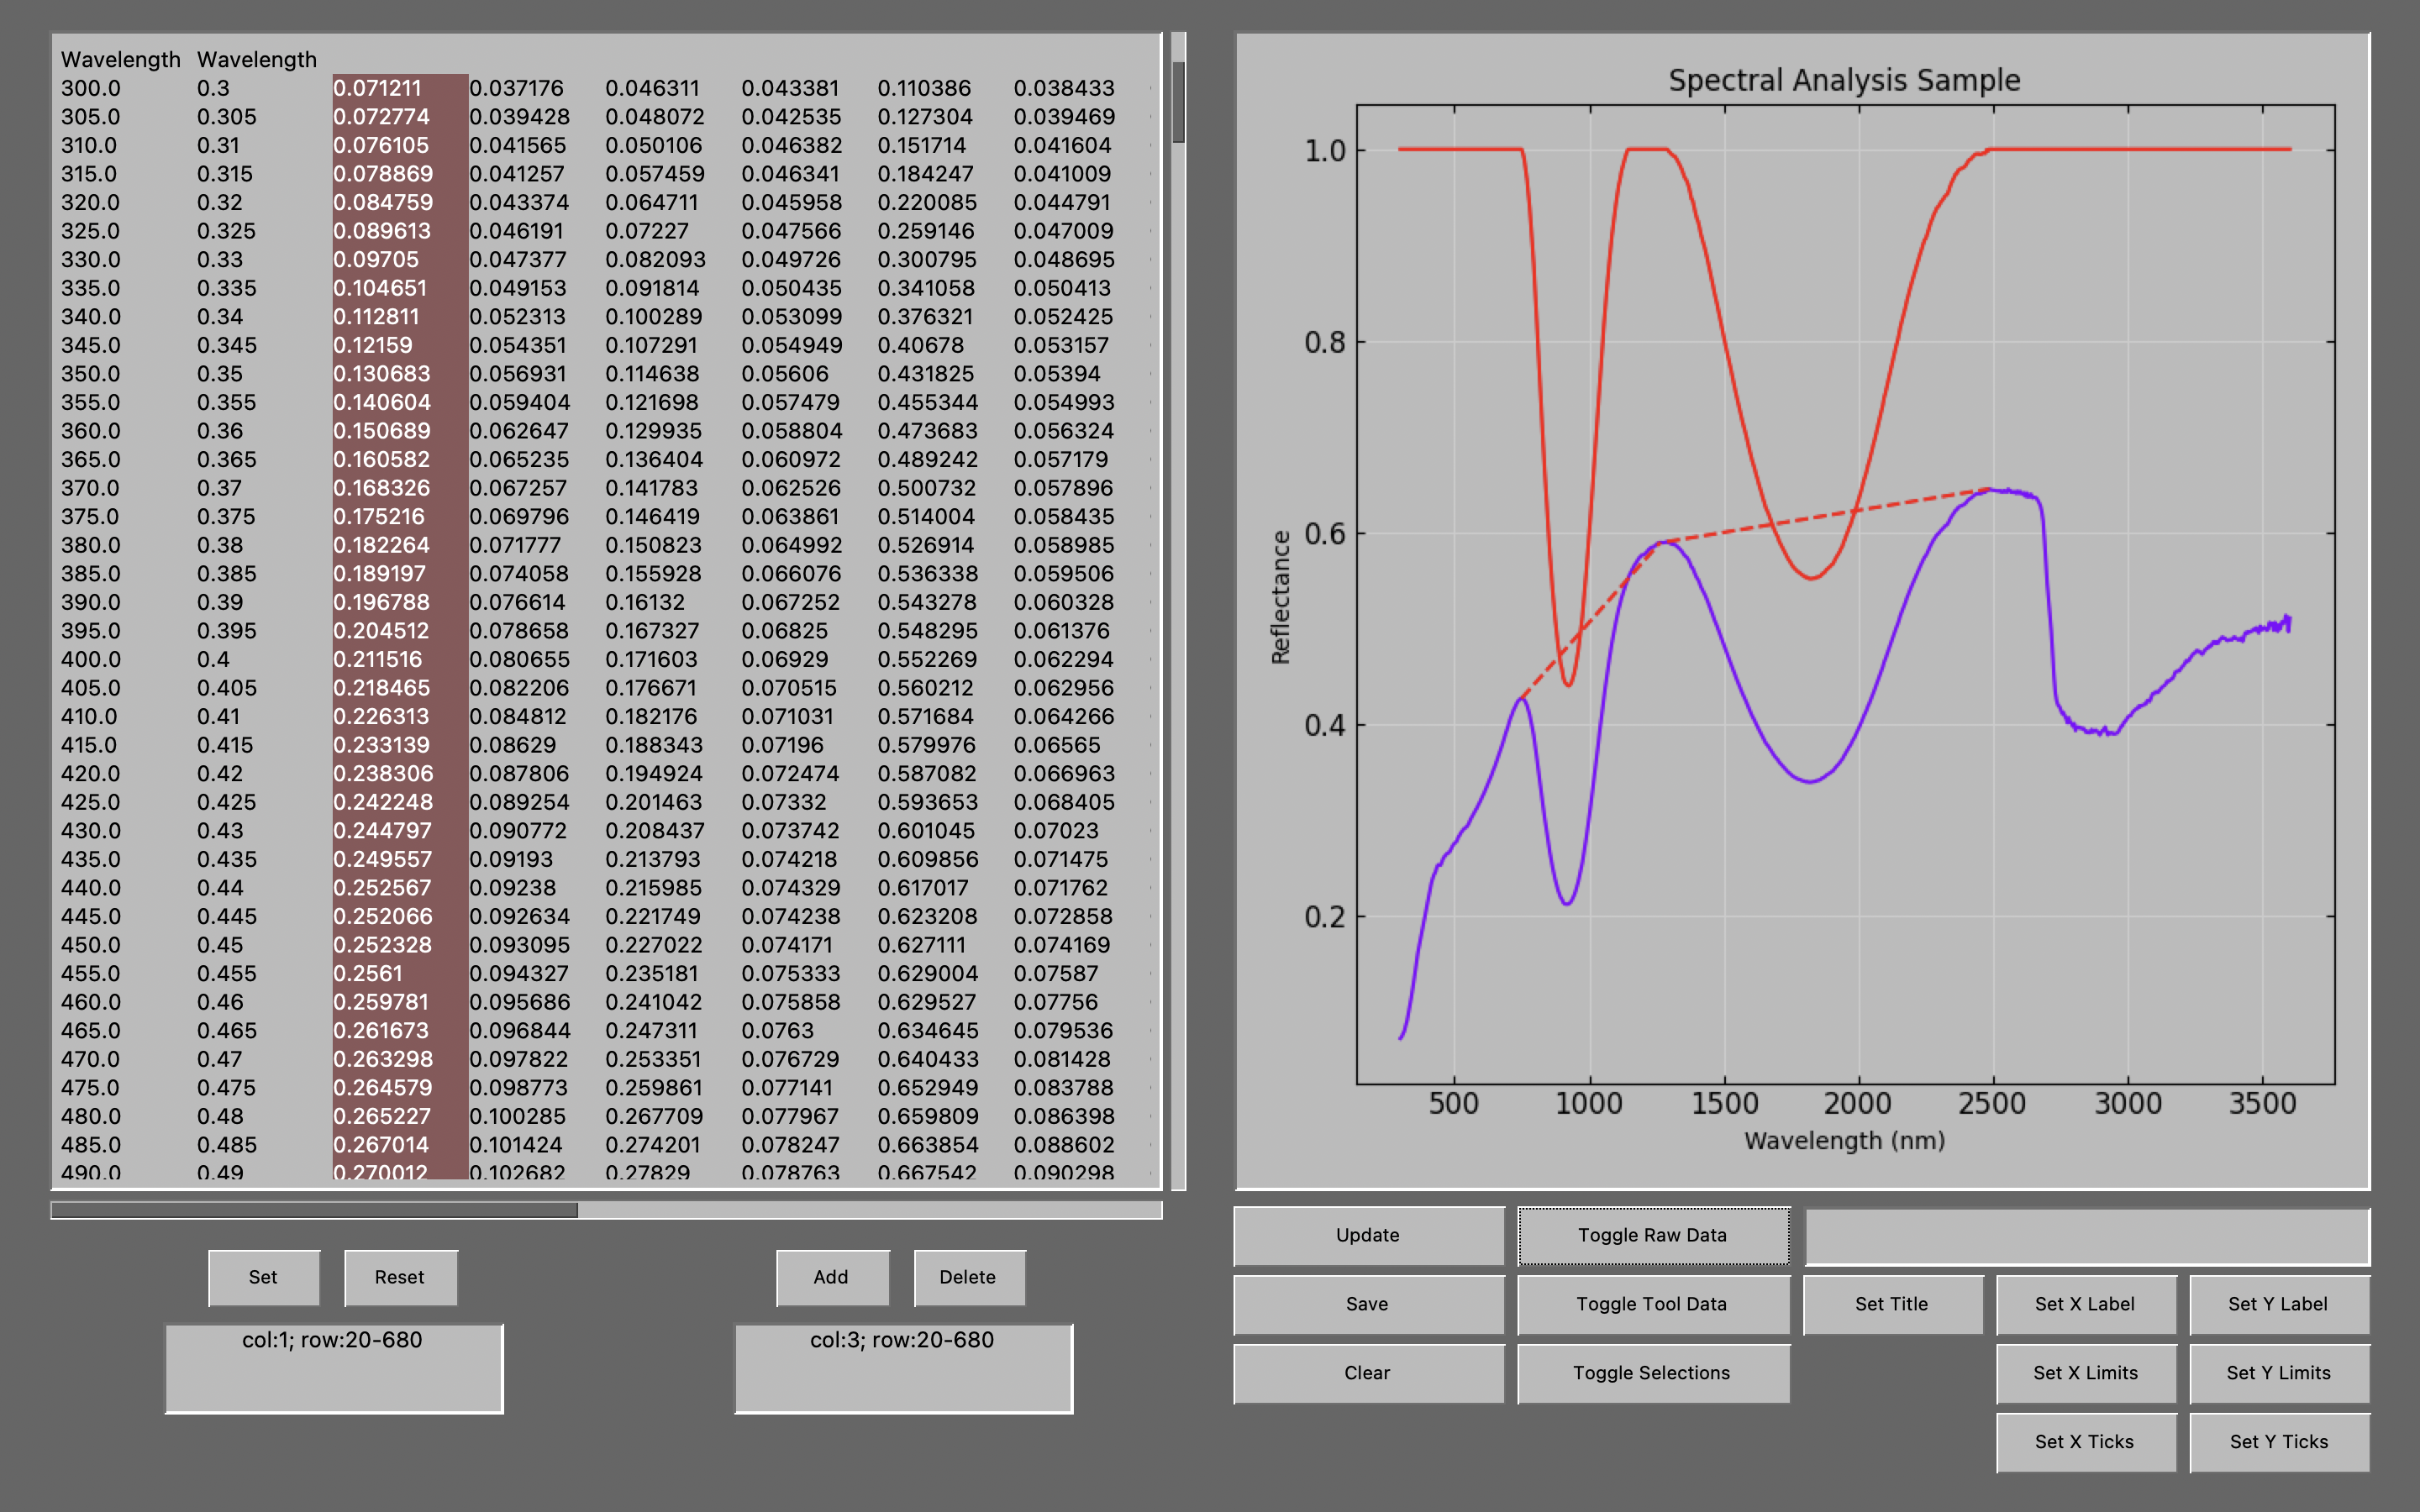 Wavelength Wavelength
300.0 0.3 0.071211 0.037176 0.046311 0.043381 0.110386 0.038433
305.0 0.305 0.072774 0.039428 0.048072 0.042535 0.127304 0.039469
310.0 0.31 0.076105 0.041565 0.050106 0.046382 0.151714 0.041604
315.0 0.315 0.078869 0.041257 0.057459 0.046341 0.184247 0.041009
320.0 0.32 0.084759 0.043374 0.064711 0.045958 0.220085 0.044791
325.0 0.325 0.089613 0.046191 0.07227 0.047566 0.259146 0.047009
330.0 0.33 0.09705 0.047377 0.082093 0.049726 0.300795 0.048695
335.0 0.335 0.104651 0.049153 0.091814 0.050435 0.341058 0.050413
340.0 0.34 0.112811 0.052313 0.100289 0.053099 0.376321 0.052425
345.0 0.345 0.12159 0.054351 0.107291 0.054949 0.40678 0.053157
350.0 0.35 0.130683 0.056931 0.114638 0.05606 0.431825 0.05394
355.0 0.355 0.140604 0.059404 0.121698 0.057479 0.455344 0.054993
360.0 0.36 0.150689 0.062647 0.129935 0.058804 0.473683 0.056324
365.0 0.365 0.160582 0.065235 0.136404 0.060972 0.489242 0.057179
370.0 0.37 0.168326 0.067257 0.141783 0.062526 0.500732 0.057896
375.0 0.375 0.175216 0.069796 0.146419 0.063861 0.514004 0.058435
380.0 0.38 0.182264 0.071777 0.150823 0.064992 0.526914 0.058985
385.0 0.385 0.189197 0.074058 0.155928 0.066076 0.536338 0.059506
390.0 0.39 0.196788 0.076614 0.16132 0.067252 0.543278 0.060328
395.0 0.395 0.204512 0.078658 0.167327 0.06825 0.548295 0.061376
400.0 0.4 0.211516 0.080655 0.171603 0.06929 0.552269 0.062294
405.0 0.405 0.218465 0.082206 0.176671 0.070515 0.560212 0.062956
410.0 0.41 0.226313 0.084812 0.182176 0.071031 0.571684 0.064266
415.0 0.415 0.233139 0.08629 0.188343 0.07196 0.579976 0.06565
420.0 0.42 0.238306 0.087806 0.194924 0.072474 0.587082 0.066963
425.0 0.425 0.242248 0.089254 0.201463 0.07332 0.593653 0.068405
430.0 0.43 0.244797 0.090772 0.208437 0.073742 0.601045 0.07023
435.0 0.435 0.249557 0.09193 0.213793 0.074218 0.609856 0.071475
440.0 0.44 0.252567 0.09238 0.215985 0.074329 0.617017 0.071762
445.0 0.445 0.252066 0.092634 0.221749 0.074238 0.623208 0.072858
450.0 0.45 0.252328 0.093095 0.227022 0.074171 0.627111 0.074169
455.0 0.455 0.2561 0.094327 0.235181 0.075333 0.629004 0.07587
460.0 0.46 0.259781 0.095686 0.241042 0.075858 0.629527 0.07756
465.0 0.465 0.261673 0.096844 0.247311 0.0763 0.634645 0.079536
470.0 0.47 0.263298 0.097822 0.253351 0.076729 0.640433 0.081428
475.0 0.475 0.264579 0.098773 0.259861 0.077141 0.652949 0.083788
480.0 0.48 0.265227 0.100285 0.267709 0.077967 0.659809 0.086398
485.0 0.485 0.267014 0.101424 0.274201 0.078247 0.663854 0.088602
490.0 0.49 0.270012 0.102682 0.27829 0.078763 0.667542 0.090298
Set Reset Add Delete
col:1; row:20-680
col:3; row:20-680
Spectral Analysis Sample
1.0
0.8
0.6
0.4
0.2
Reflectance
500 1000 1500 2000 2500 3000 3500
Wavelength (nm)
Update Toggle Raw Data
Save Toggle Tool Data Set Title Set X Label Set Y Label
Clear Toggle Selections Set X Limits Set Y Limits
Set X Ticks Set Y Ticks